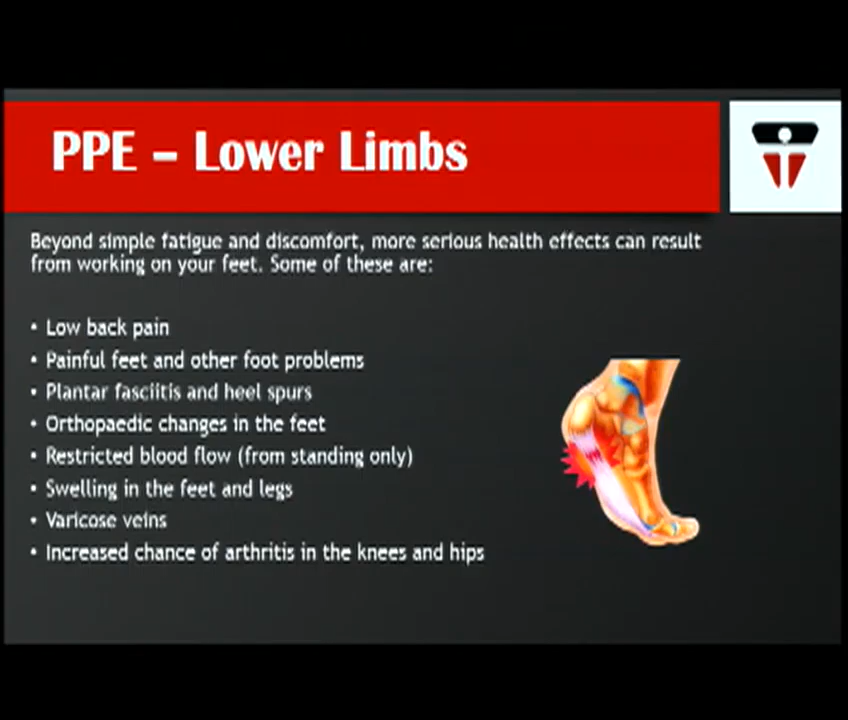 PPE – Lower Limbs
Beyond simple fatigue and discomfort, more serious health effects can result
from working on your feet. Some of these are:
• Low back pain
• Painful feet and other foot problems
• Plantar fasciitis and heel spurs
• Orthopaedic changes in the feet
• Restricted blood flow (from standing only)
• Swelling in the feet and legs
• Varicose veins
• Increased chance of arthritis in the knees and hips